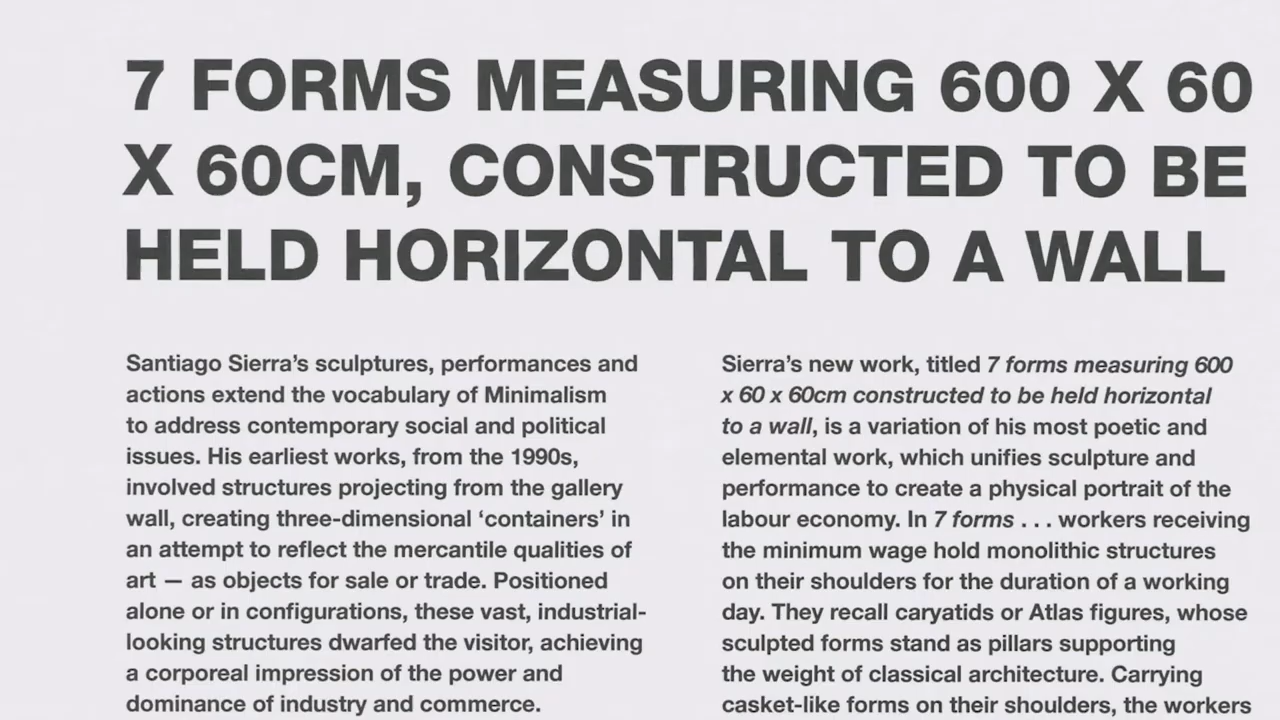 7 FORMS MEASURING 600 X 60
X 60CM, CONSTRUCTED TO BE
HELD HORIZONTAL TO A WALL
Santiago Sierra’s sculptures, performances and
actions extend the vocabulary of Minimalism
to address contemporary social and political
issues. His earliest works, from the 1990s,
involved structures projecting from the gallery
wall, creating three-dimensional ‘containers’ in
an attempt to reflect the mercantile qualities of
art — as objects for sale or trade. Positioned
alone or in configurations, these vast, industrial-
looking structures dwarfed the visitor, achieving
a corporeal impression of the power and
dominance of industry and commerce.
Sierra’s new work, titled 7 forms measuring 600
x 60 x 60cm constructed to be held horizontal
to a wall, is a variation of his most poetic and
elemental work, which unifies sculpture and
performance to create a physical portrait of the
labour economy. In 7 forms . . . workers receiving
the minimum wage hold monolithic structures
on their shoulders for the duration of a working
day. They recall caryatids or Atlas figures, whose
sculpted forms stand as pillars supporting
the weight of classical architecture. Carrying
casket-like forms on their shoulders, the workers